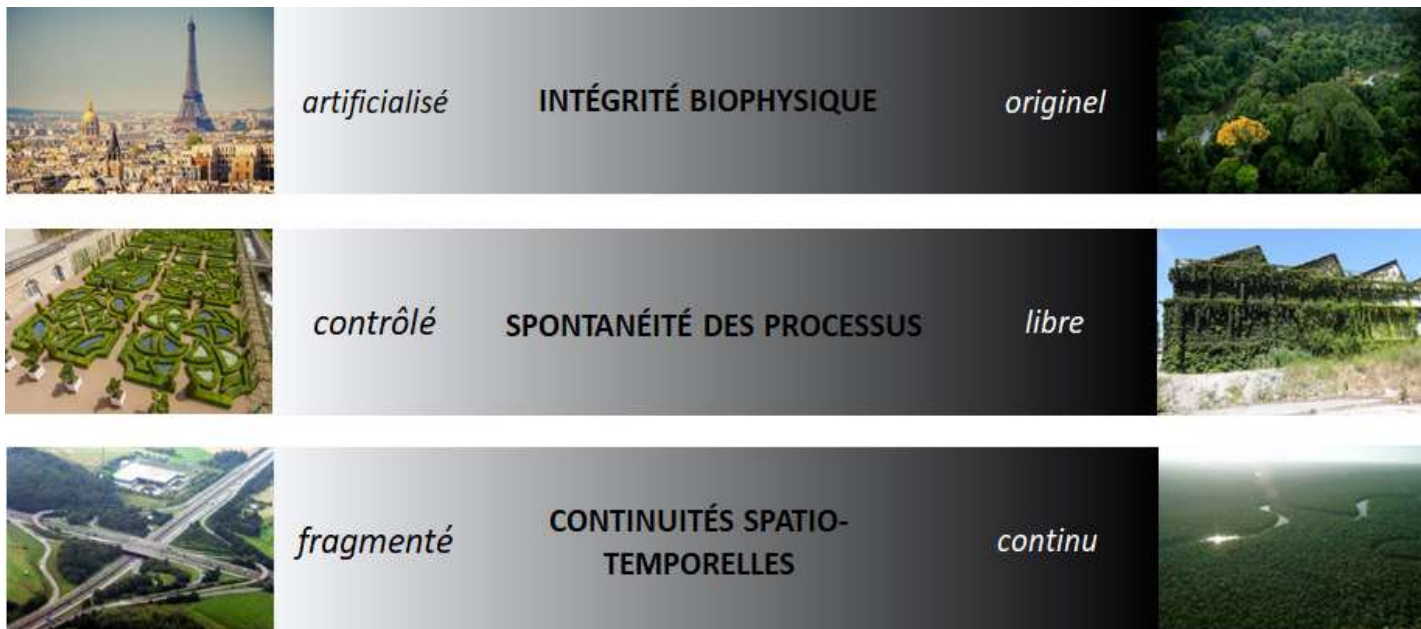 artificialisé INTÉGRITÉ BIOPHYSIQUE originel
contrôlé SPONTANÉITÉ DES PROCESSUS libre
fragmenté CONTINUITÉS SPATIO-
TEMPORELLES continu